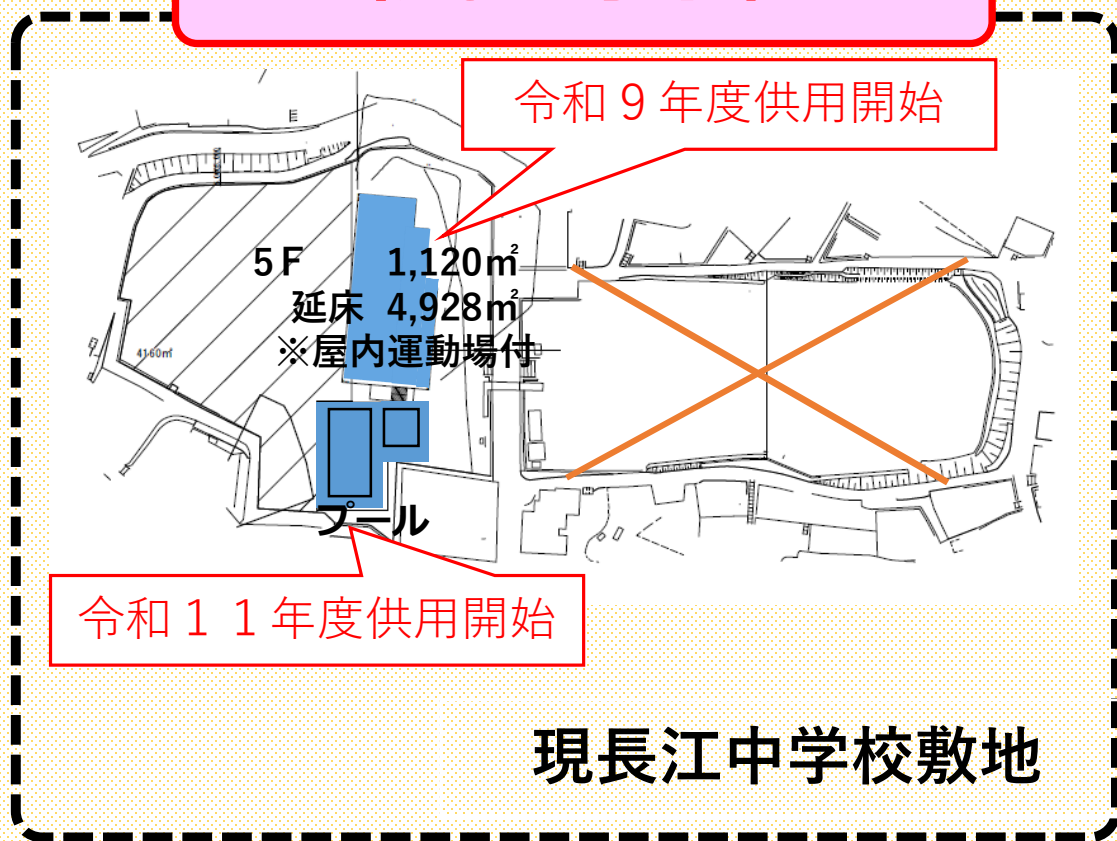 令和９年度供用開始
5F 1,120㎡
延床 4,928㎡
※屋内運動場付
4160㎡
プール
令和１１年度供用開始
現長江中学校敷地